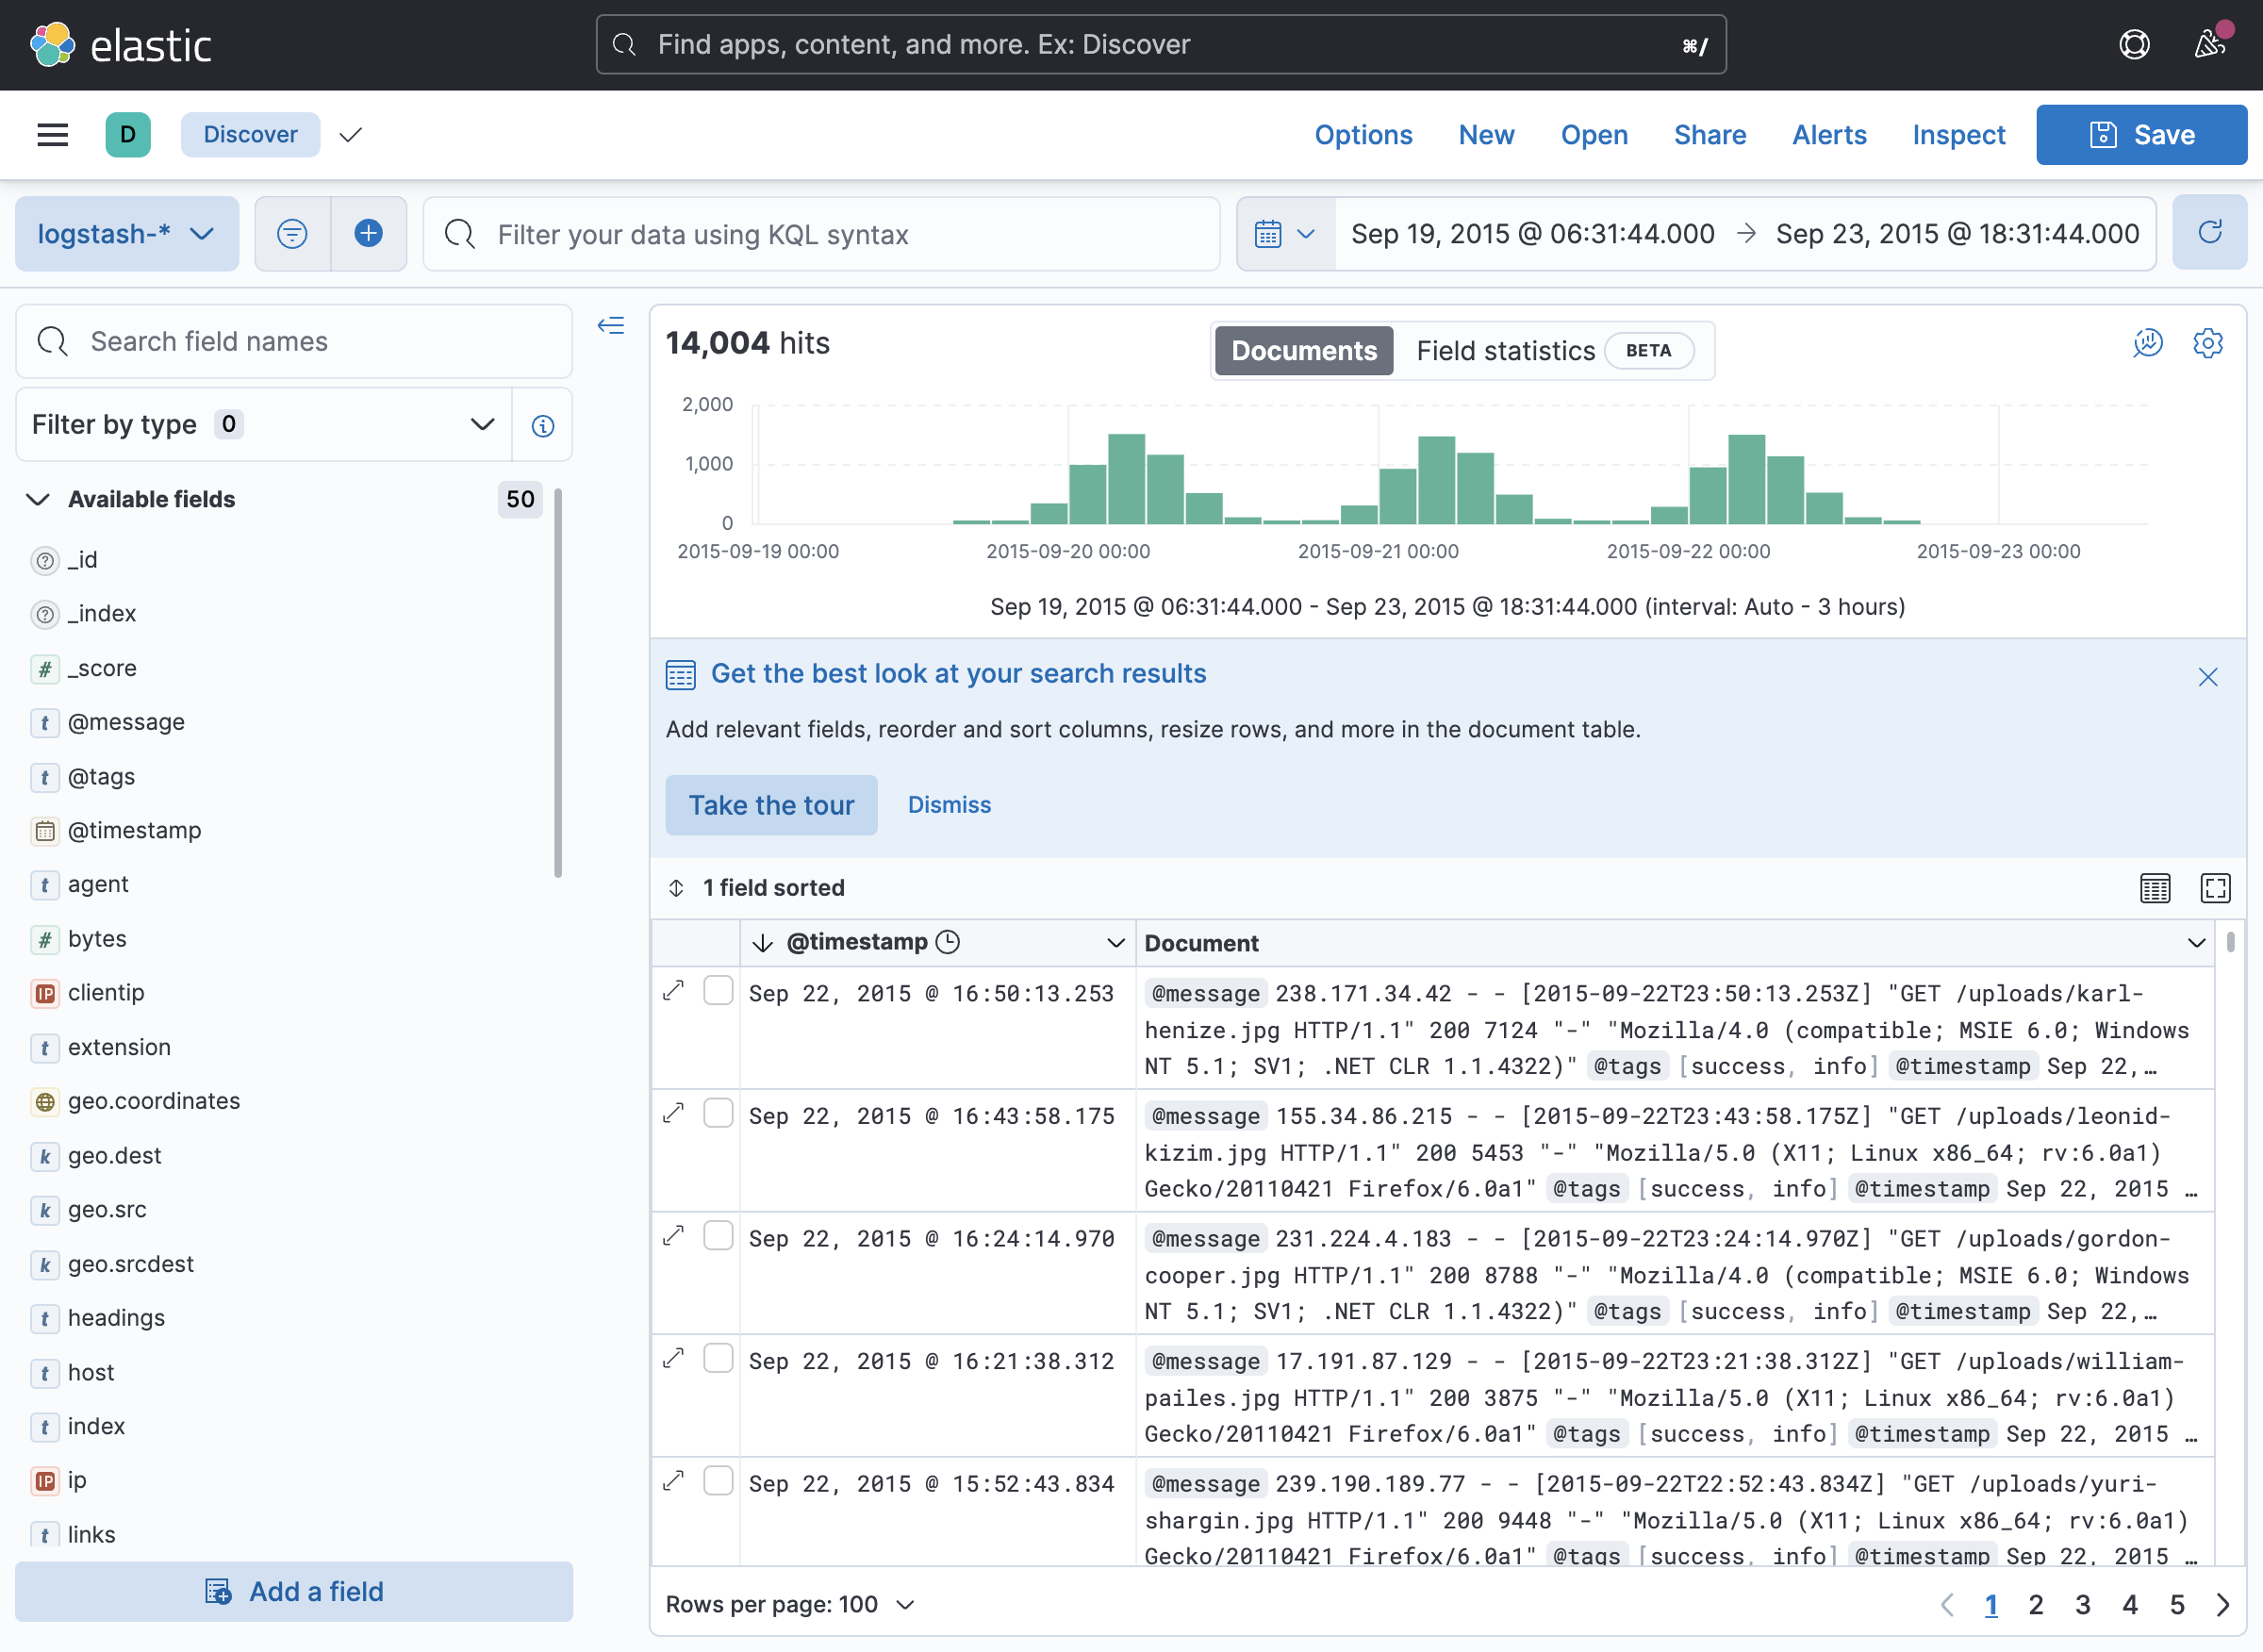 elastic
Find apps, content, and more. Ex: Discover ⌘/
D Discover Options New Open Share Alerts Inspect Save
logstash-* Filter your data using KQL syntax Sep 19, 2015 @ 06:31:44.000 → Sep 23, 2015 @ 18:31:44.000
Search field names
Filter by type 0
Available fields 50
_id
_index
_score
@message
@tags
@timestamp
agent
bytes
clientip
extension
geo.coordinates
geo.dest
geo.src
geo.srcdest
headings
host
index
ip
links
Add a field
14,004 hits Documents Field statistics BETA
2,000
1,000
0
2015-09-19 00:00 2015-09-20 00:00 2015-09-21 00:00 2015-09-22 00:00 2015-09-23 00:00
Sep 19, 2015 @ 06:31:44.000 - Sep 23, 2015 @ 18:31:44.000 (interval: Auto - 3 hours)
Get the best look at your search results
Add relevant fields, reorder and sort columns, resize rows, and more in the document table.
Take the tour Dismiss
1 field sorted
@timestamp Document
Sep 22, 2015 @ 16:50:13.253 @message 238.171.34.42 - - [2015-09-22T23:50:13.253Z] "GET /uploads/karl-
henize.jpg HTTP/1.1" 200 7124 "-" "Mozilla/4.0 (compatible; MSIE 6.0; Windows
NT 5.1; SV1; .NET CLR 1.1.4322)" @tags [success, info] @timestamp Sep 22,…
Sep 22, 2015 @ 16:43:58.175 @message 155.34.86.215 - - [2015-09-22T23:43:58.175Z] "GET /uploads/leonid-
kizim.jpg HTTP/1.1" 200 5453 "-" "Mozilla/5.0 (X11; Linux x86_64; rv:6.0a1)
Gecko/20110421 Firefox/6.0a1" @tags [success, info] @timestamp Sep 22, 2015 …
Sep 22, 2015 @ 16:24:14.970 @message 231.224.4.183 - - [2015-09-22T23:24:14.970Z] "GET /uploads/gordon-
cooper.jpg HTTP/1.1" 200 8788 "-" "Mozilla/4.0 (compatible; MSIE 6.0; Windows
NT 5.1; SV1; .NET CLR 1.1.4322)" @tags [success, info] @timestamp Sep 22,…
Sep 22, 2015 @ 16:21:38.312 @message 17.191.87.129 - - [2015-09-22T23:21:38.312Z] "GET /uploads/william-
pailes.jpg HTTP/1.1" 200 3875 "-" "Mozilla/5.0 (X11; Linux x86_64; rv:6.0a1)
Gecko/20110421 Firefox/6.0a1" @tags [success, info] @timestamp Sep 22, 2015 …
Sep 22, 2015 @ 15:52:43.834 @message 239.190.189.77 - - [2015-09-22T22:52:43.834Z] "GET /uploads/yuri-
shargin.jpg HTTP/1.1" 200 9448 "-" "Mozilla/5.0 (X11; Linux x86_64; rv:6.0a1)
Gecko/20110421 Firefox/6.0a1" @tags [success, info] @timestamp Sep 22, 2015 …
Rows per page: 100 1 2 3 4 5